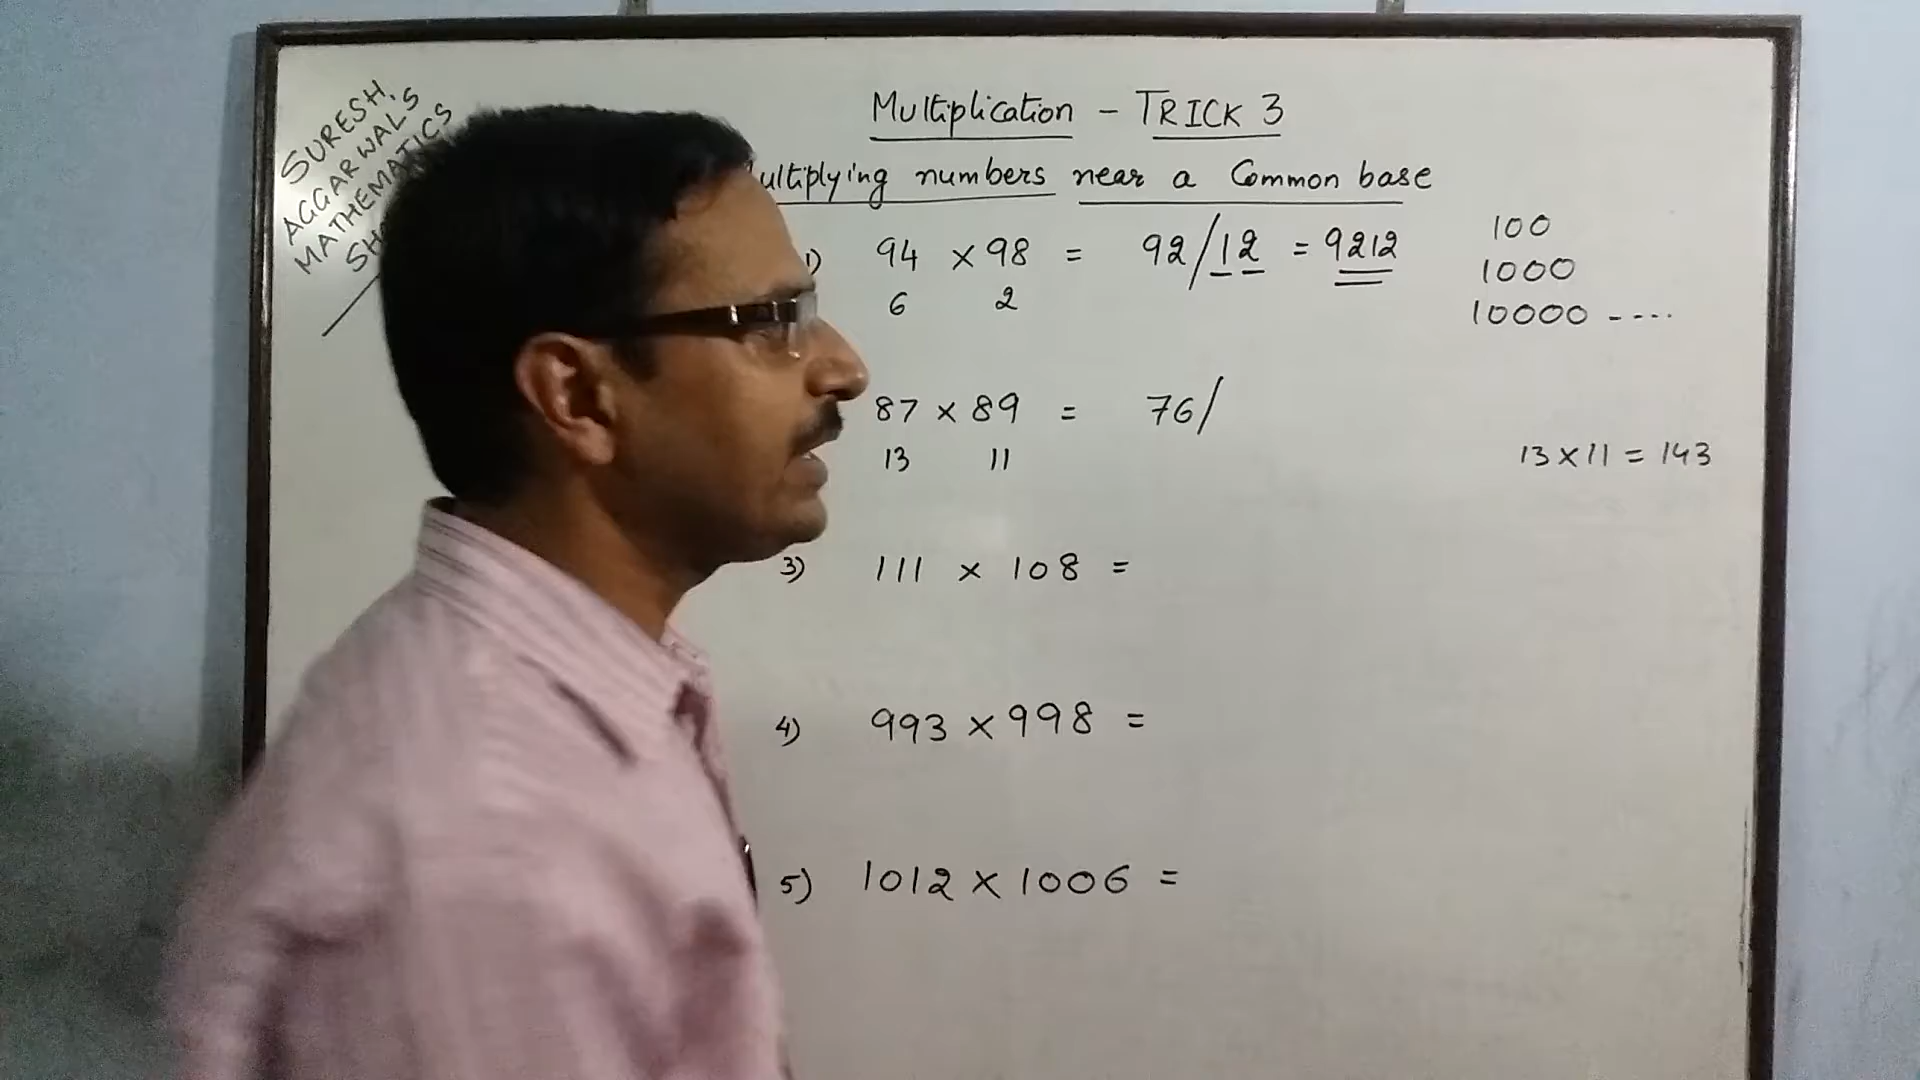 SURESH
AGGARWAL'S
MATHEMATICS
Multiplication - TRICK 3
numbers near a Common base
1) 94 × 98 = 92/12 = 9212
6 2
100
1000
10000 ----
87 × 89 = 76/
13 11
13 × 11 = 143
3) 111 × 108 =
4) 993 × 998 =
5) 1012 × 1006 =